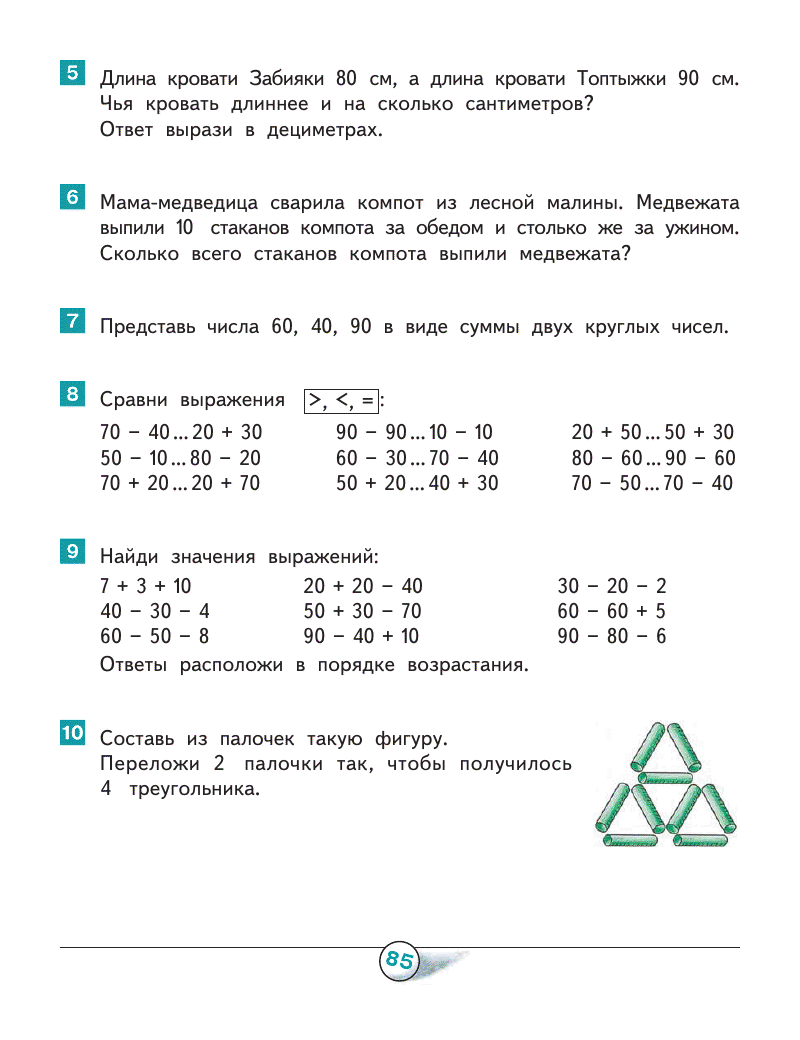 5 Длина кровати Забияки 80 см, а длина кровати Топтыжки 90 см.
Чья кровать длиннее и на сколько сантиметров?
Ответ вырази в дециметрах.
6 Мама-медведица сварила компот из лесной малины. Медвежата
выпили 10 стаканов компота за обедом и столько же за ужином.
Сколько всего стаканов компота выпили медвежата?
7 Представь числа 60, 40, 90 в виде суммы двух круглых чисел.
8 Сравни выражения >, <, = :
70 − 40 ... 20 + 30 90 − 90 ... 10 − 10 20 + 50 ... 50 + 30
50 − 10 ... 80 − 20 60 − 30 ... 70 − 40 80 − 60 ... 90 − 60
70 + 20 ... 20 + 70 50 + 20 ... 40 + 30 70 − 50 ... 70 − 40
9 Найди значения выражений:
7 + 3 + 10 20 + 20 − 40 30 − 20 − 2
40 − 30 − 4 50 + 30 − 70 60 − 60 + 5
60 − 50 − 8 90 − 40 + 10 90 − 80 − 6
Ответы расположи в порядке возрастания.
10 Составь из палочек такую фигуру.
Переложи 2 палочки так, чтобы получилось
4 треугольника.
85